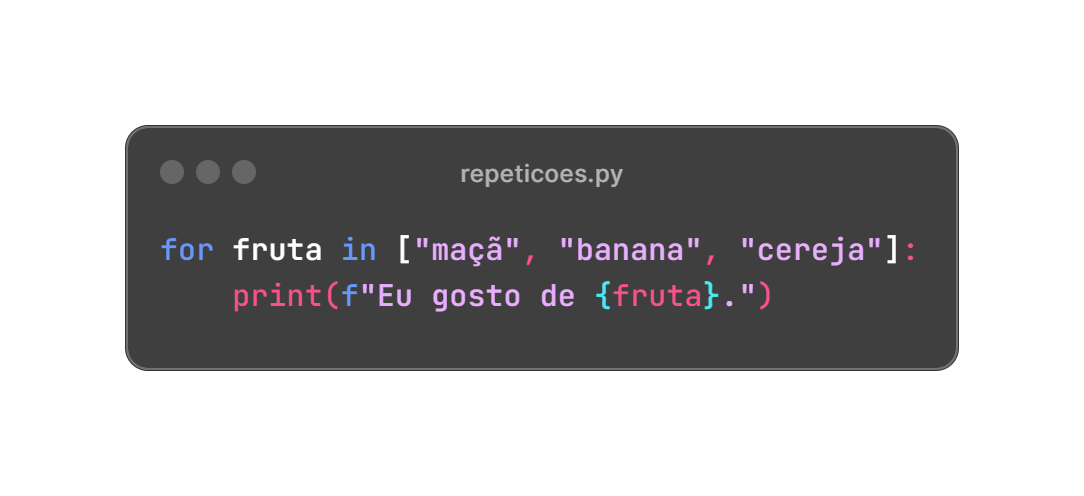 repeticoes.py
for fruta in ["maçã", "banana", "cereja"]:
    print(f"Eu gosto de {fruta}.")